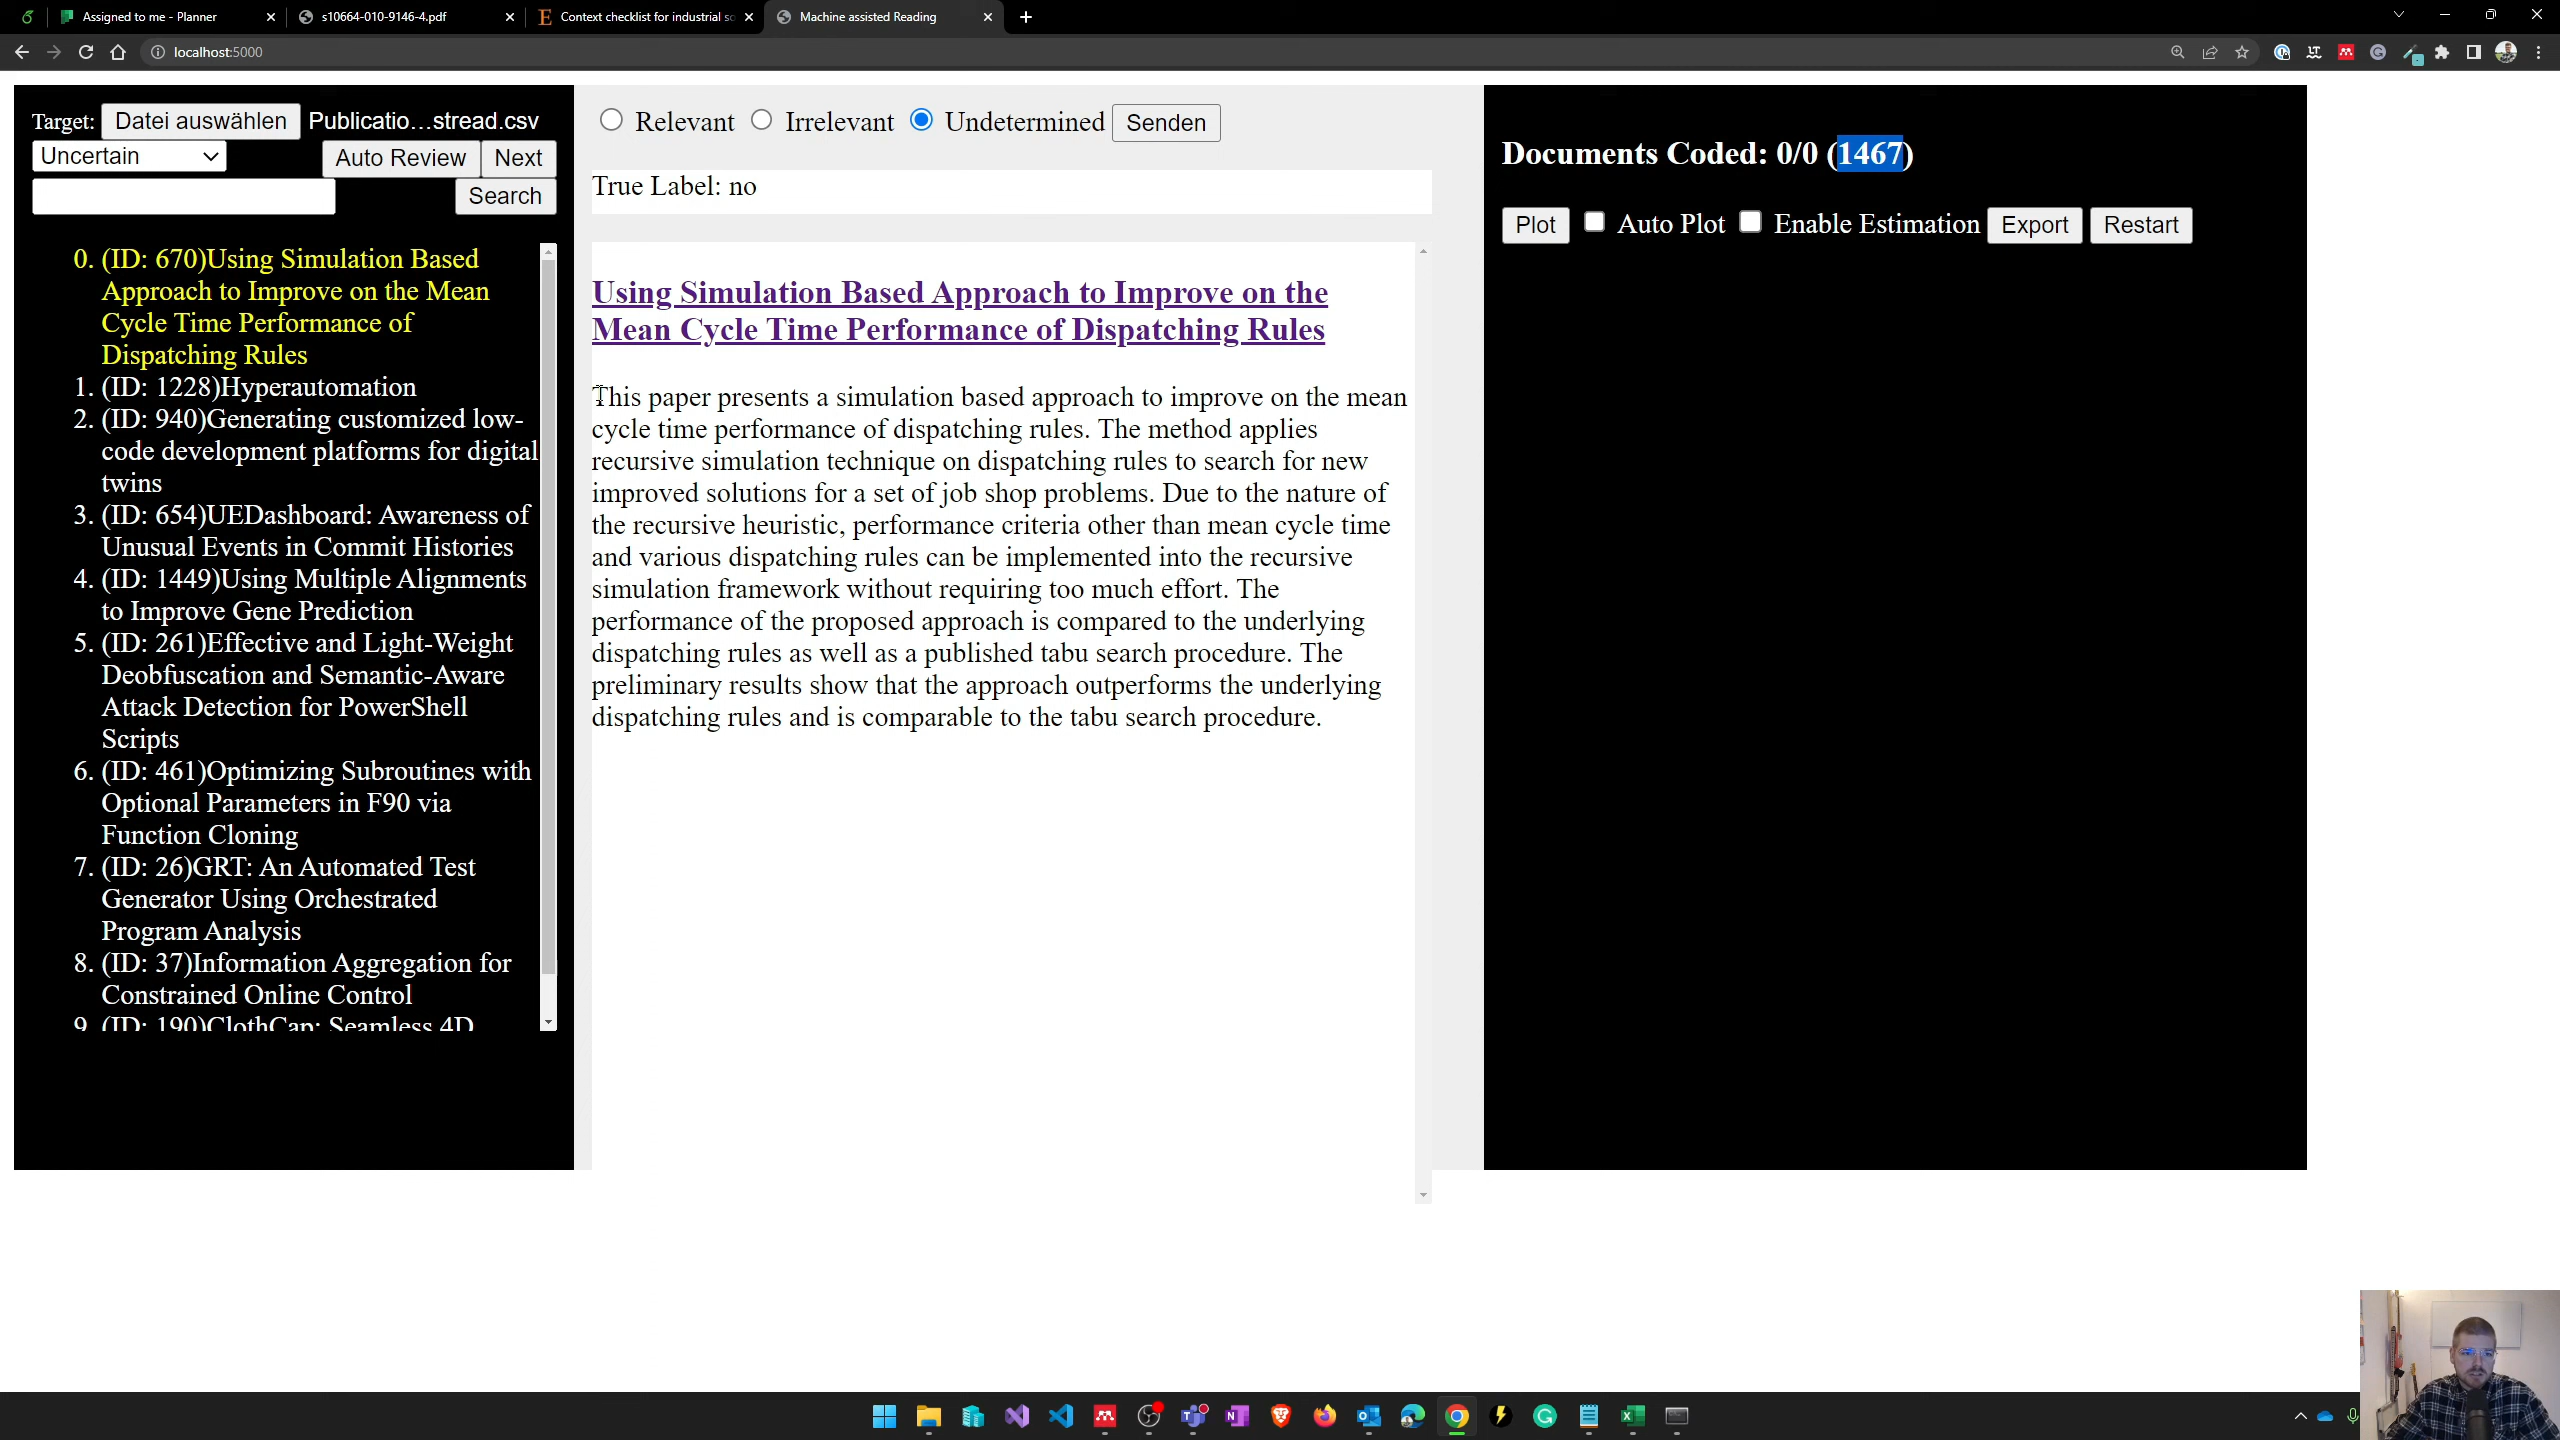 Assigned to me - Planner
s10664-010-9146-4.pdf
Context checklist for industrial so
Machine assisted Reading
localhost:5000
Target: Datei auswählen Publicatio...stread.csv
Uncertain Auto Review Next
Search
0. (ID: 670)Using Simulation Based
Approach to Improve on the Mean
Cycle Time Performance of
Dispatching Rules
1. (ID: 1228)Hyperautomation
2. (ID: 940)Generating customized low-
code development platforms for digital
twins
3. (ID: 654)UEDashboard: Awareness of
Unusual Events in Commit Histories
4. (ID: 1449)Using Multiple Alignments
to Improve Gene Prediction
5. (ID: 261)Effective and Light-Weight
Deobfuscation and Semantic-Aware
Attack Detection for PowerShell
Scripts
6. (ID: 461)Optimizing Subroutines with
Optional Parameters in F90 via
Function Cloning
7. (ID: 26)GRT: An Automated Test
Generator Using Orchestrated
Program Analysis
8. (ID: 37)Information Aggregation for
Constrained Online Control
9. (ID: 190)ClothCap: Seamless 4D
Relevant Irrelevant Undetermined Senden
True Label: no
Using Simulation Based Approach to Improve on the
Mean Cycle Time Performance of Dispatching Rules
This paper presents a simulation based approach to improve on the mean
cycle time performance of dispatching rules. The method applies
recursive simulation technique on dispatching rules to search for new
improved solutions for a set of job shop problems. Due to the nature of
the recursive heuristic, performance criteria other than mean cycle time
and various dispatching rules can be implemented into the recursive
simulation framework without requiring too much effort. The
performance of the proposed approach is compared to the underlying
dispatching rules as well as a published tabu search procedure. The
preliminary results show that the approach outperforms the underlying
dispatching rules and is comparable to the tabu search procedure.
Documents Coded: 0/0 (1467)
Plot Auto Plot Enable Estimation Export Restart